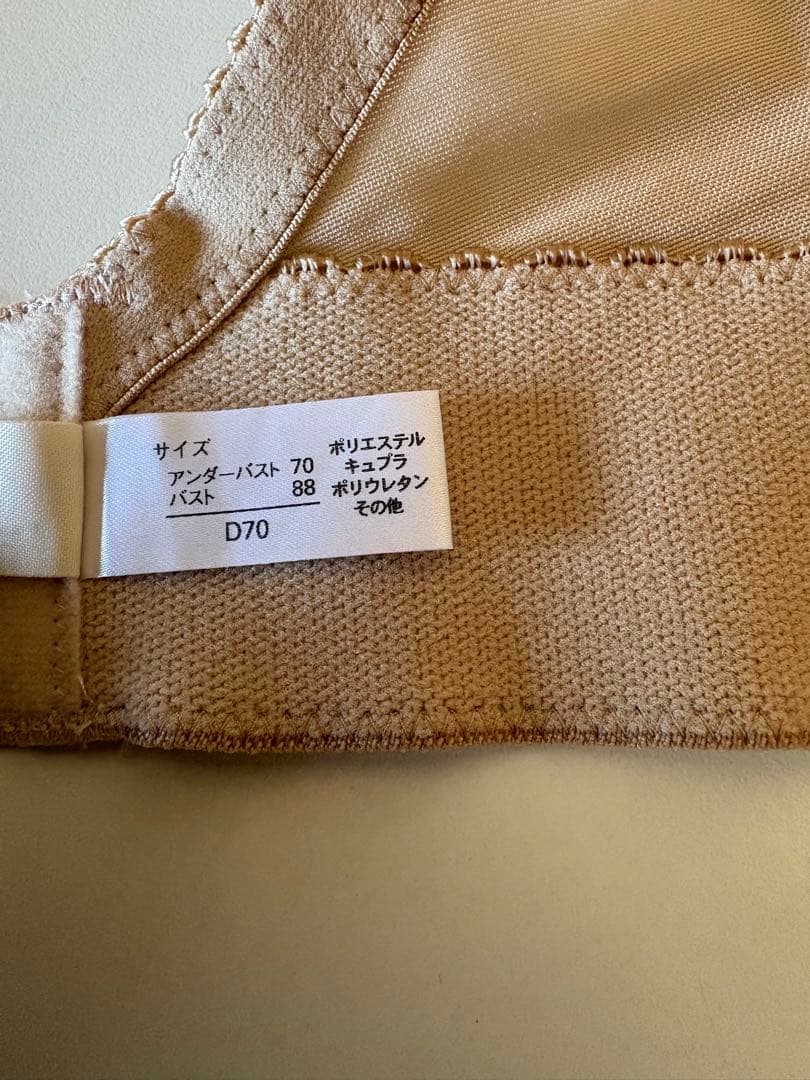 サイズ
アンダーバスト 70
バスト 88
D70
ポリエステル
キュプラ
ポリウレタン
その他